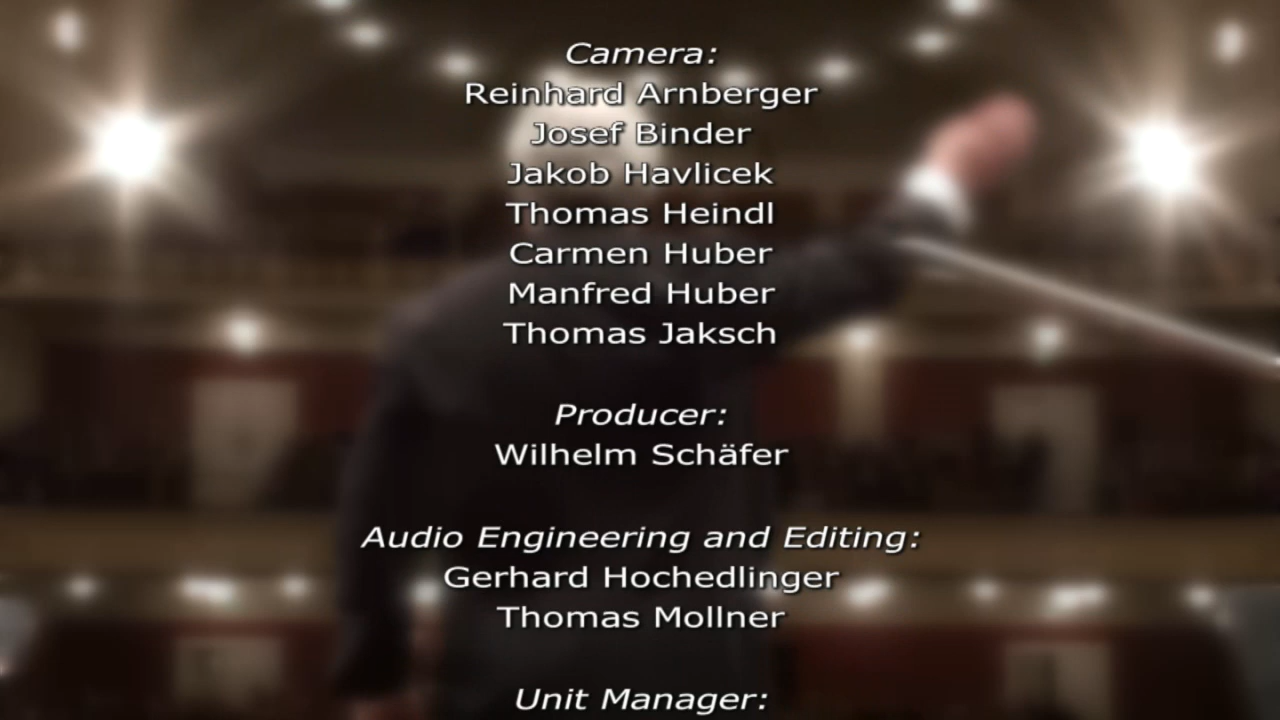 Camera:
Reinhard Arnberger
Josef Binder
Jakob Havlicek
Thomas Heindl
Carmen Huber
Manfred Huber
Thomas Jaksch
Producer:
Wilhelm Schäfer
Audio Engineering and Editing:
Gerhard Hochedlinger
Thomas Mollner
Unit Manager: